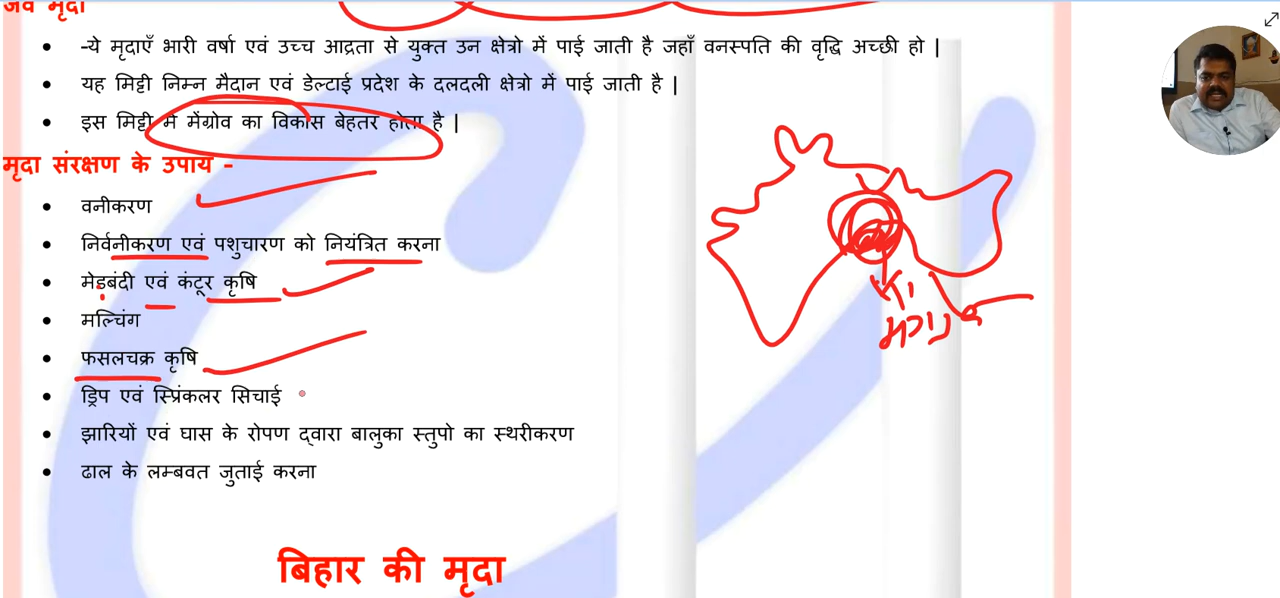 जैव मृदा
-ये मृदाएँ भारी वर्षा एवं उच्च आद्रता से युक्त उन क्षेत्रो में पाई जाती है जहाँ वनस्पति की वृद्धि अच्छी हो |
यह मिट्टी निम्न मैदान एवं डेल्टाई प्रदेश के दलदली क्षेत्रो में पाई जाती है |
इस मिट्टी में मेंग्रोव का विकास बेहतर होता है |
मृदा संरक्षण के उपाय -
वनीकरण
निर्वनीकरण एवं पशुचारण को नियंत्रित करना
मेड़बंदी एवं कंटूर कृषि
मल्चिंग
फसलचक्र कृषि
ड्रिप एवं स्प्रिंकलर सिचाई
झारियों एवं घास के रोपण द्वारा बालुका स्तुपो का स्थरीकरण
ढाल के लम्बवत जुताई करना
बिहार की मृदा